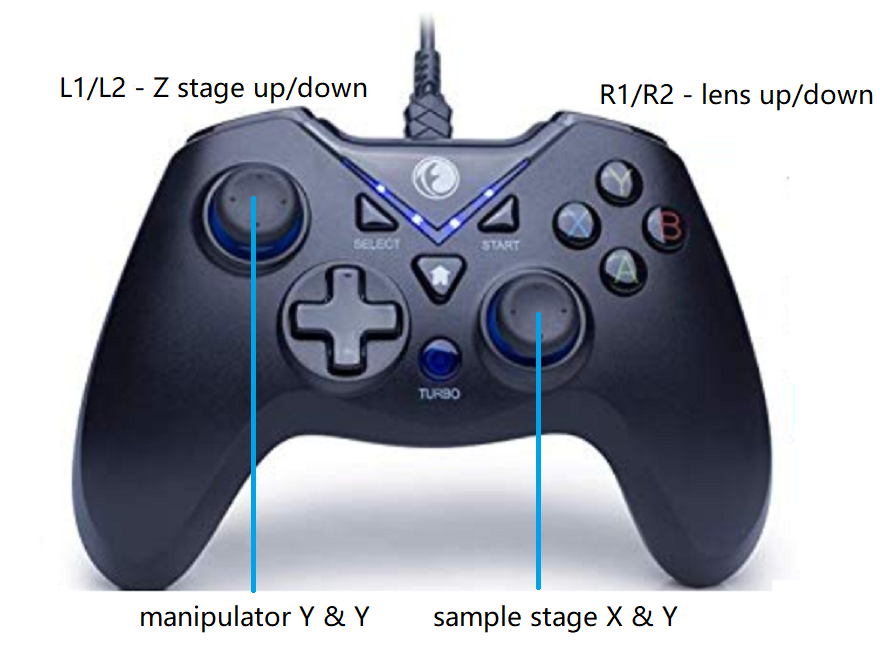 L1/L2 - Z stage up/down
R1/R2 - lens up/down
Y
X
B
A
SELECT
START
TURBO
manipulator Y & Y
sample stage X & Y